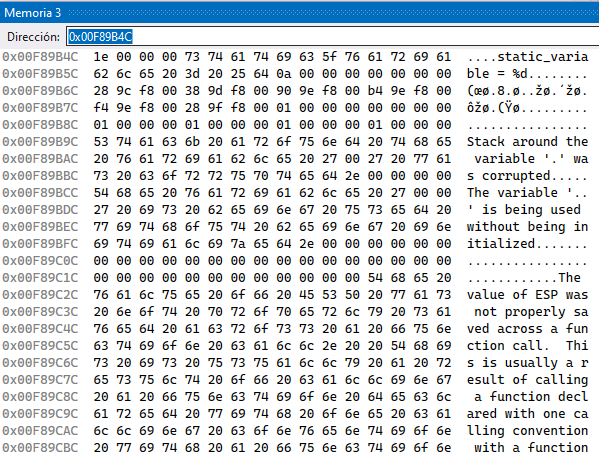 Memoria 3
Dirección: 0x00F89B4C
0x00F89B4C 1e 00 00 00 73 74 61 74 69 63 5f 76 61 72 69 61 ....static_varia
0x00F89B5C 62 6c 65 20 3d 20 25 64 0a 00 00 00 00 00 00 00 ble = %d........
0x00F89B6C 28 9c f8 00 38 9d f8 00 90 9e f8 00 b4 9e f8 00 (œø.8.ø..žø.´žø.
0x00F89B7C f4 9e f8 00 28 9f f8 00 01 00 00 00 00 00 00 00 ôžø.(Ÿø.........
0x00F89B8C 01 00 00 00 01 00 00 00 01 00 00 00 01 00 00 00 ................
0x00F89B9C 53 74 61 63 6b 20 61 72 6f 75 6e 64 20 74 68 65 Stack around the
0x00F89BAC 20 76 61 72 69 61 62 6c 65 20 27 00 27 20 77 61 variable '.' wa
0x00F89BBC 73 20 63 6f 72 72 75 70 74 65 64 2e 00 00 00 00 s corrupted.....
0x00F89BCC 54 68 65 20 76 61 72 69 61 62 6c 65 20 27 00 00 The variable '..
0x00F89BDC 27 20 69 73 20 62 65 69 6e 67 20 75 73 65 64 20 ' is being used
0x00F89BEC 77 69 74 68 6f 75 74 20 62 65 69 6e 67 20 69 6e without being in
0x00F89BFC 69 74 69 61 6c 69 7a 65 64 2e 00 00 00 00 00 00 itialized.......
0x00F89C0C 00 00 00 00 00 00 00 00 00 00 00 00 00 00 00 00 ................
0x00F89C1C 00 00 00 00 00 00 00 00 00 00 00 00 54 68 65 20 ............The
0x00F89C2C 76 61 6c 75 65 20 6f 66 20 45 53 50 20 77 61 73 value of ESP was
0x00F89C3C 20 6e 6f 74 20 70 72 6f 70 65 72 6c 79 20 73 61 not properly sa
0x00F89C4C 76 65 64 20 61 63 72 6f 73 73 20 61 20 66 75 6e ved across a fun
0x00F89C5C 63 74 69 6f 6e 20 63 61 6c 6c 2e 20 20 54 68 69 ction call.  Thi
0x00F89C6C 73 20 69 73 20 75 73 75 61 6c 6c 79 20 61 20 72 s is usually a r
0x00F89C7C 65 73 75 6c 74 20 6f 66 20 63 61 6c 6c 69 6e 67 esult of calling
0x00F89C8C 20 61 20 66 75 6e 63 74 69 6f 6e 20 64 65 63 6c a function decl
0x00F89C9C 61 72 65 64 20 77 69 74 68 20 6f 6e 65 20 63 61 ared with one ca
0x00F89CAC 6c 6c 69 6e 67 20 63 6f 6e 76 65 6e 74 69 6f 6e lling convention
0x00F89CBC 20 77 69 74 68 20 61 20 66 75 6e 63 74 69 6f 6e with a function